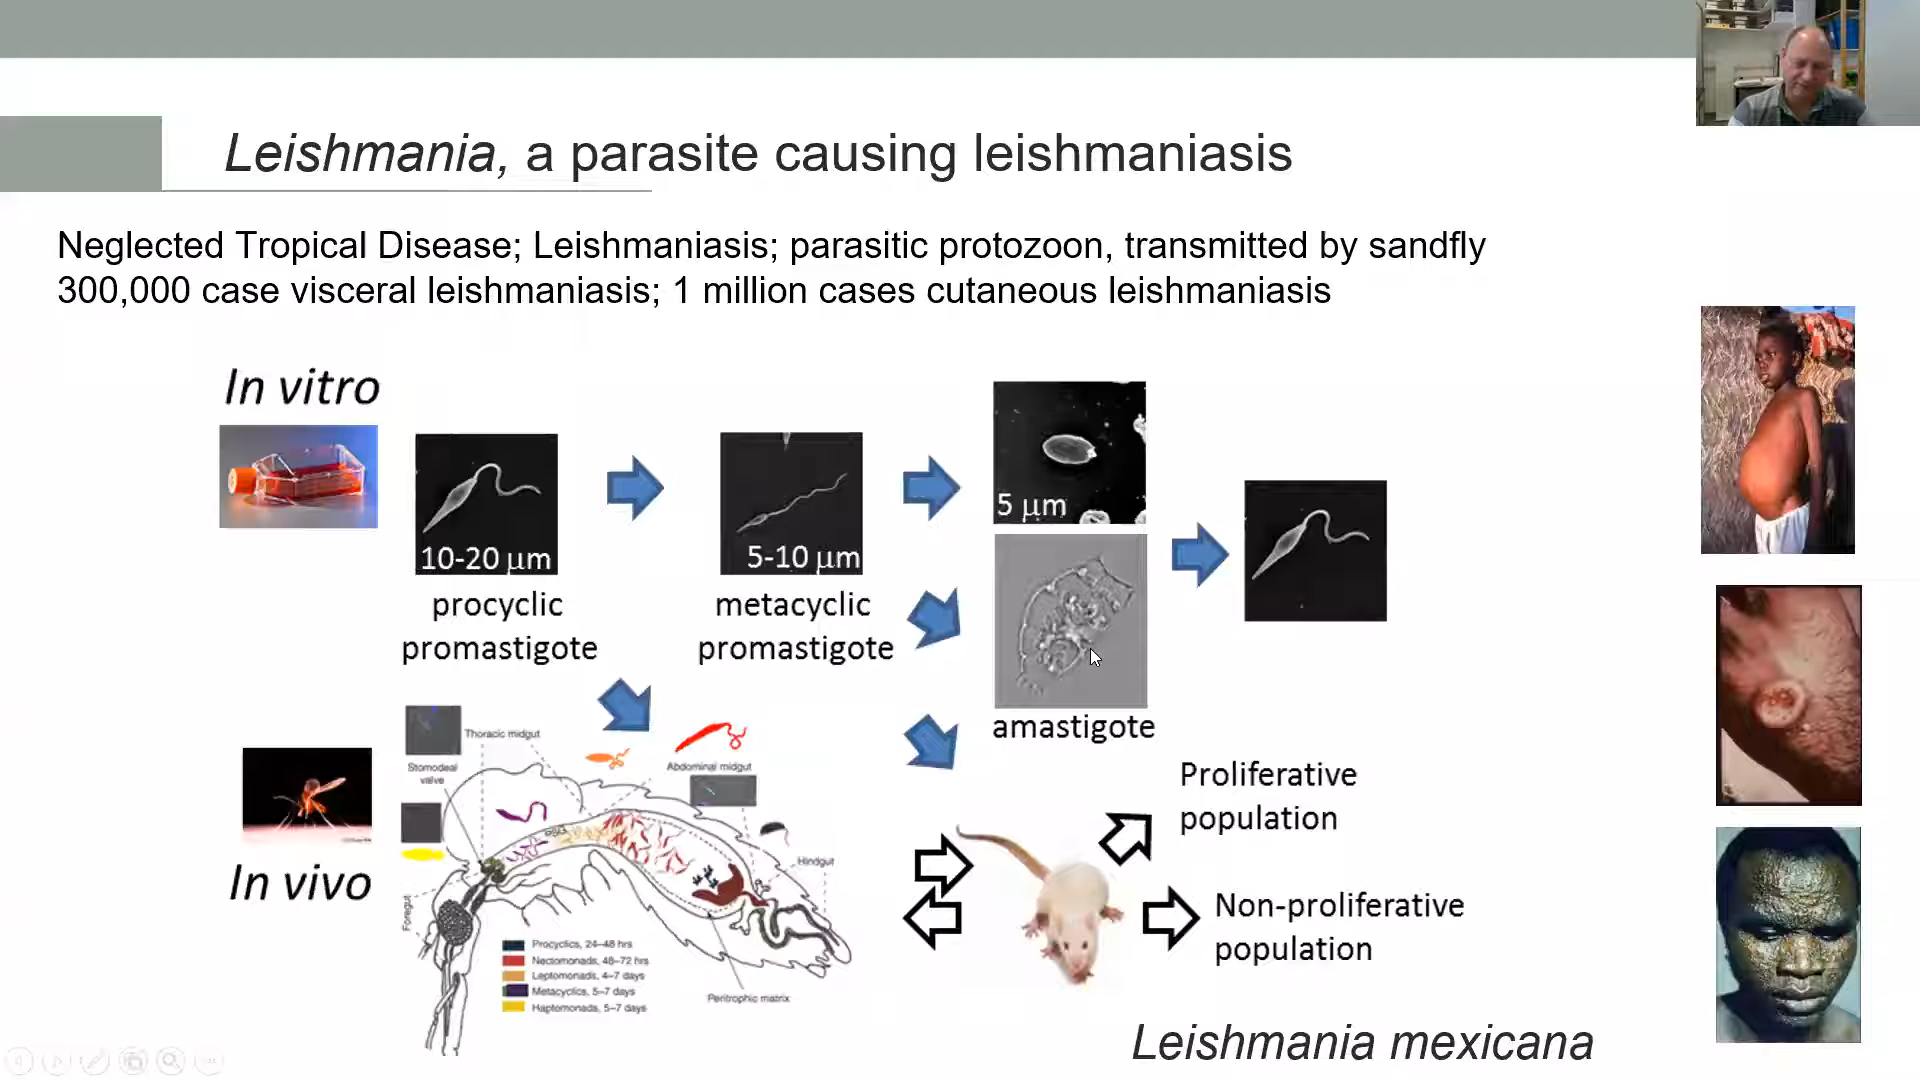 Leishmania, a parasite causing leishmaniasis
Neglected Tropical Disease; Leishmaniasis; parasitic protozoon, transmitted by sandfly
300,000 case visceral leishmaniasis; 1 million cases cutaneous leishmaniasis
In vitro
10-20 μm
procyclic
promastigote
5-10 μm
metacyclic
promastigote
5 μm
amastigote
In vivo
Thoracic midgut
Stomodeal
valve
Abdominal midgut
Hindgut
Foregut
PSG
Procyclics, 24–48 hrs
Nectomonads, 48–72 hrs
Leptomonads, 4–7 days
Metacyclics, 5–7 days
Haptomonads, 5–7 days
Peritrophic matrix
Proliferative
population
Non-proliferative
population
Leishmania mexicana